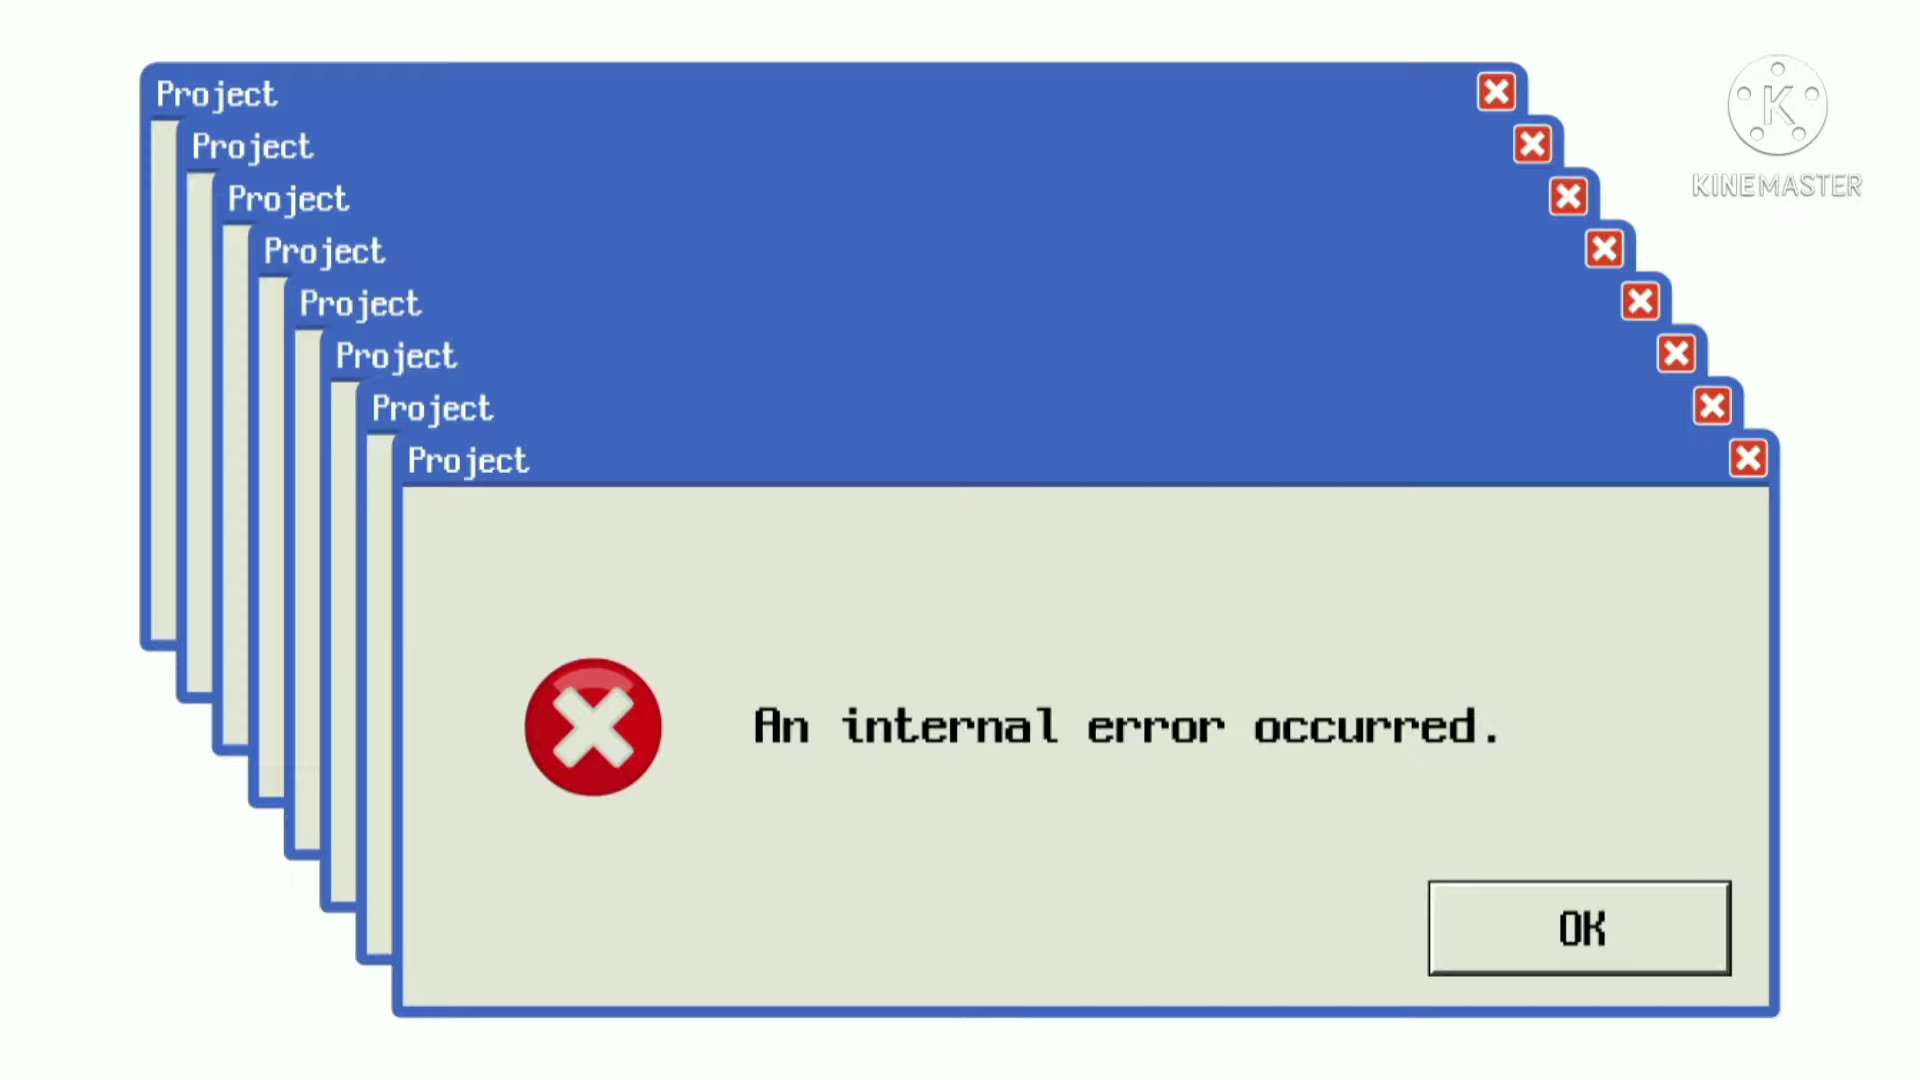 Project
Project
Project
Project
Project
Project
Project
Project
An internal error occurred.
OK
K
KINEMASTER